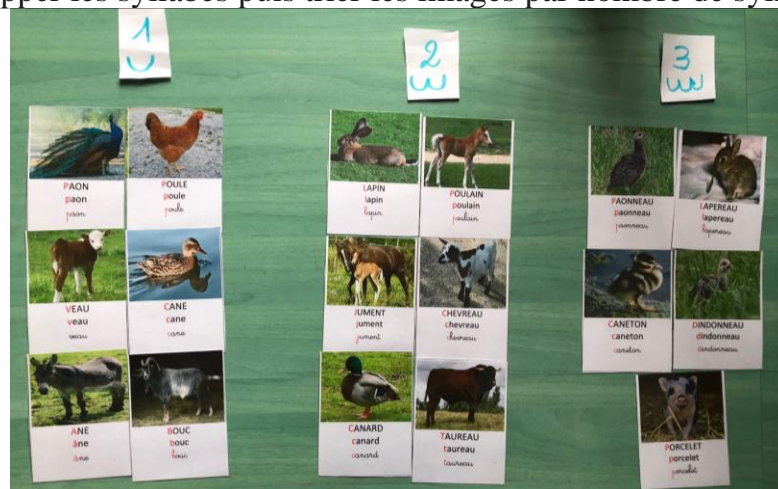 pper les syllabes puis trier les images par nombre de syl
1
2
3
PAON
paon
paon
POULE
poule
poule
VEAU
veau
veau
CANE
cane
cane
ANE
âne
âne
BOUC
bouc
bouc
LAPIN
lapin
lapin
POULAIN
poulain
poulain
JUMENT
jument
jument
CHEVREAU
chevreau
chevreau
CANARD
canard
canard
TAUREAU
taureau
taureau
PAONNEAU
paonneau
paonneau
LAPEREAU
lapereau
lapereau
CANETON
caneton
caneton
DINDONNEAU
dindonneau
dindonneau
PORCELET
porcelet
porcelet